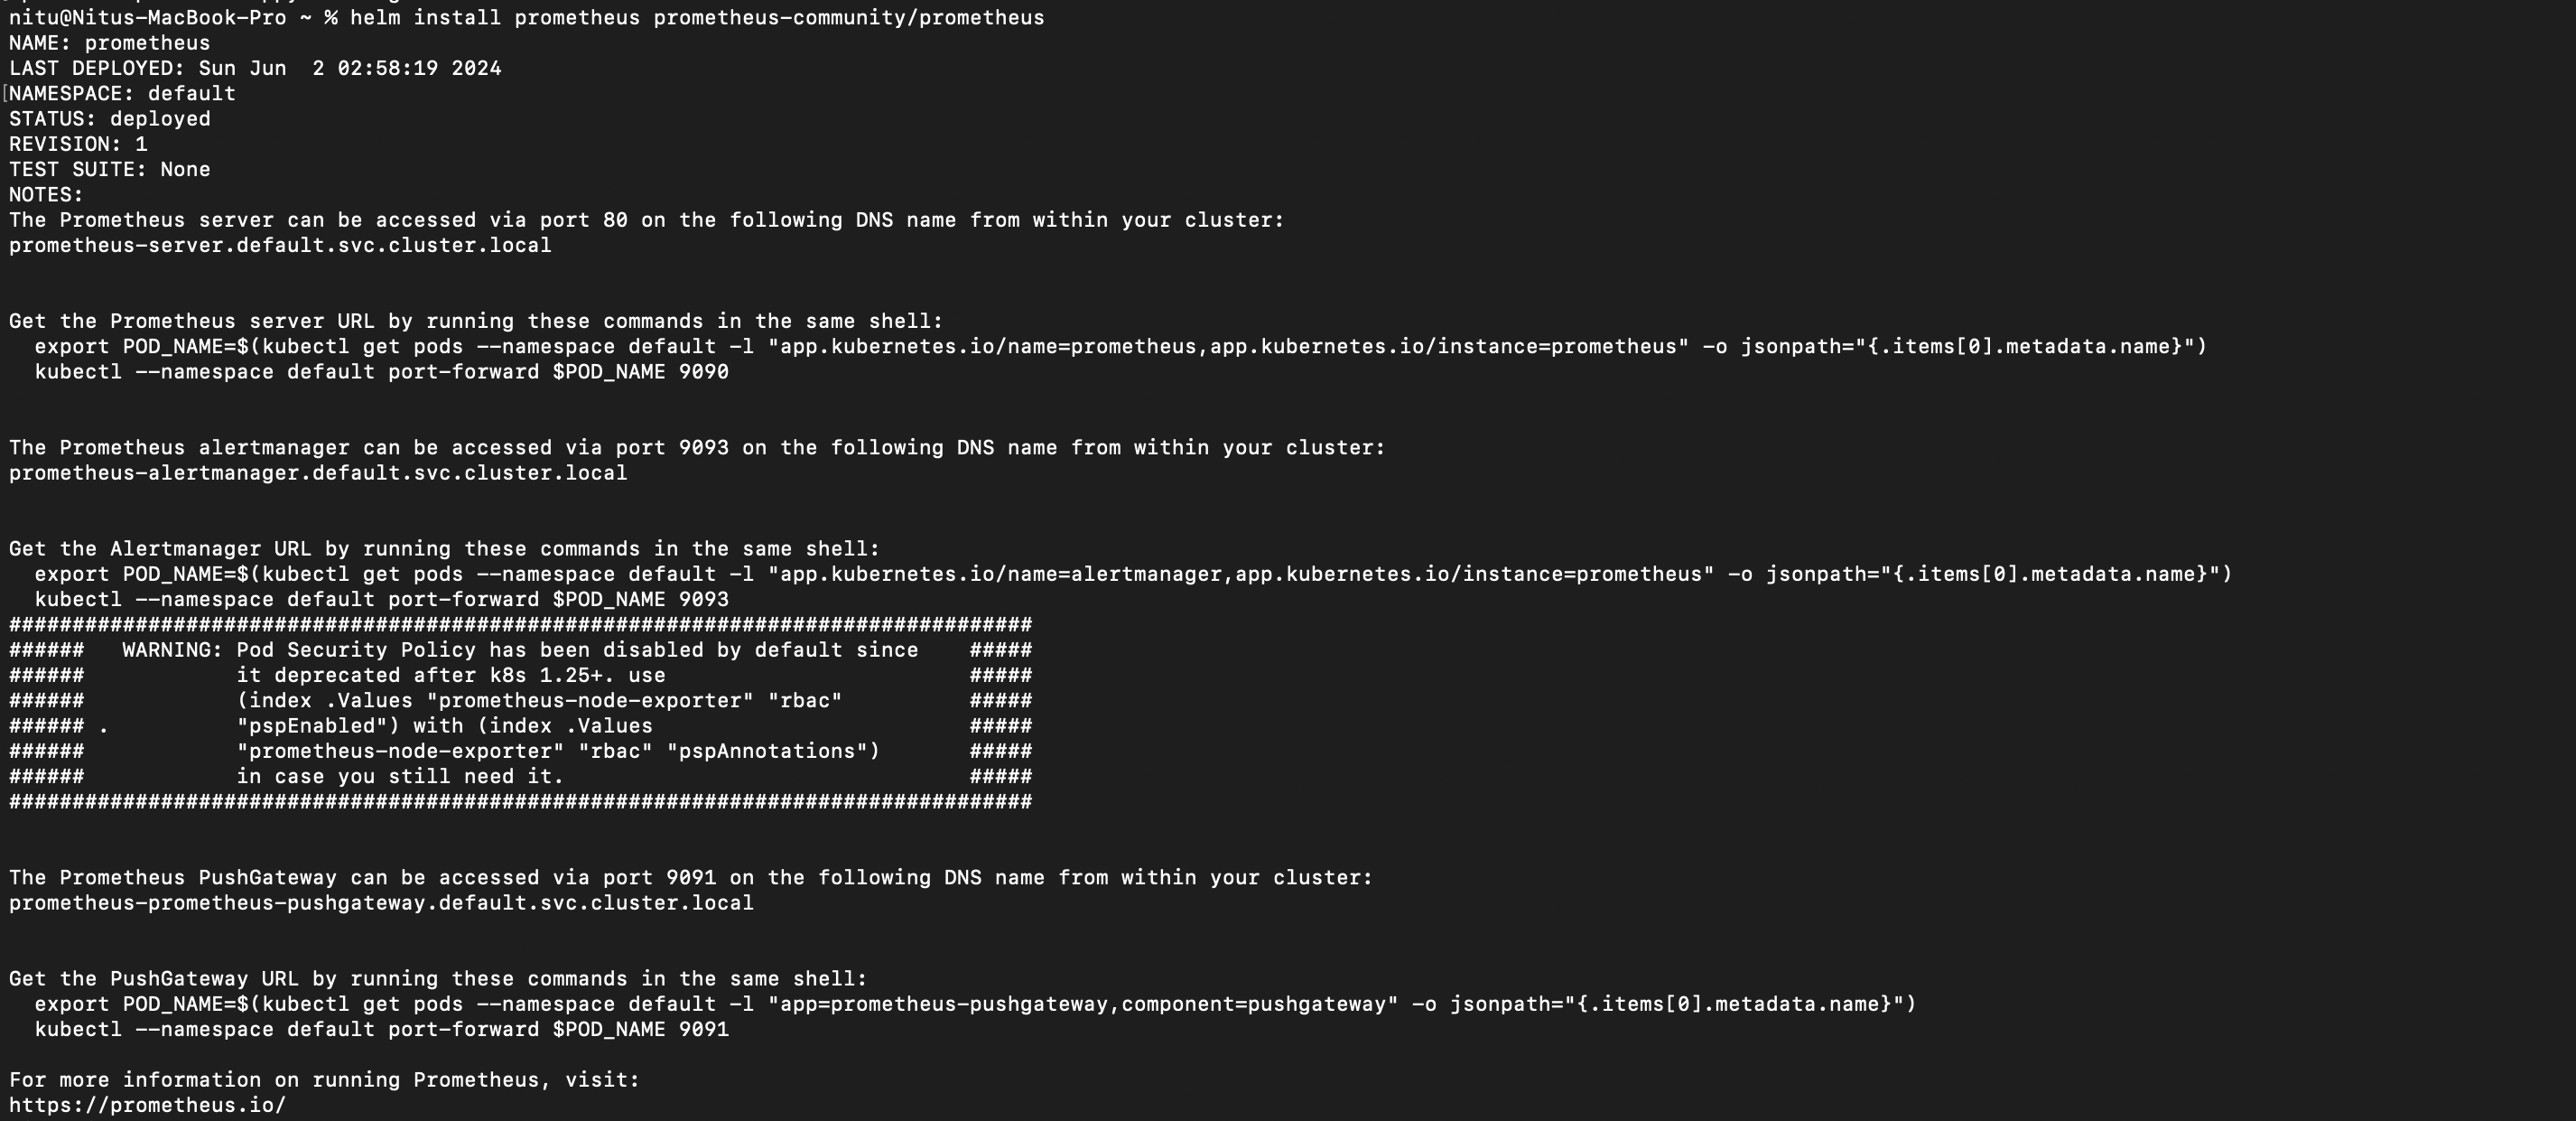 nitu@Nitus-MacBook-Pro ~ % helm install prometheus prometheus-community/prometheus
NAME: prometheus
LAST DEPLOYED: Sun Jun  2 02:58:19 2024
[NAMESPACE: default
STATUS: deployed
REVISION: 1
TEST SUITE: None
NOTES:
The Prometheus server can be accessed via port 80 on the following DNS name from within your cluster:
prometheus-server.default.svc.cluster.local


Get the Prometheus server URL by running these commands in the same shell:
  export POD_NAME=$(kubectl get pods --namespace default -l "app.kubernetes.io/name=prometheus,app.kubernetes.io/instance=prometheus" -o jsonpath="{.items[0].metadata.name}")
  kubectl --namespace default port-forward $POD_NAME 9090


The Prometheus alertmanager can be accessed via port 9093 on the following DNS name from within your cluster:
prometheus-alertmanager.default.svc.cluster.local


Get the Alertmanager URL by running these commands in the same shell:
  export POD_NAME=$(kubectl get pods --namespace default -l "app.kubernetes.io/name=alertmanager,app.kubernetes.io/instance=prometheus" -o jsonpath="{.items[0].metadata.name}")
  kubectl --namespace default port-forward $POD_NAME 9093
#################################################################################
######   WARNING: Pod Security Policy has been disabled by default since    #####
######            it deprecated after k8s 1.25+. use                        #####
######            (index .Values "prometheus-node-exporter" "rbac"          #####
###### .          "pspEnabled") with (index .Values                         #####
######            "prometheus-node-exporter" "rbac" "pspAnnotations")       #####
######            in case you still need it.                                #####
#################################################################################


The Prometheus PushGateway can be accessed via port 9091 on the following DNS name from within your cluster:
prometheus-prometheus-pushgateway.default.svc.cluster.local


Get the PushGateway URL by running these commands in the same shell:
  export POD_NAME=$(kubectl get pods --namespace default -l "app=prometheus-pushgateway,component=pushgateway" -o jsonpath="{.items[0].metadata.name}")
  kubectl --namespace default port-forward $POD_NAME 9091

For more information on running Prometheus, visit:
https://prometheus.io/